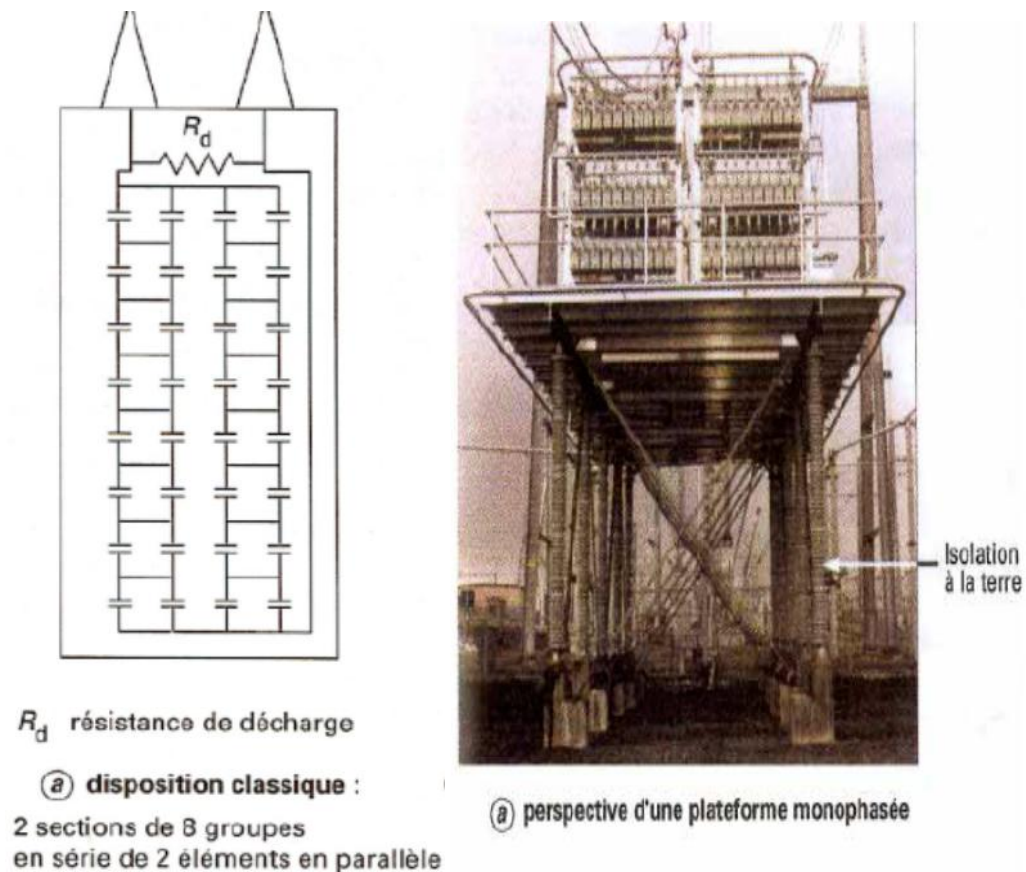 R_d
R_d résistance de décharge
ⓐ disposition classique :
2 sections de 8 groupes
en série de 2 éléments en parallèle
Isolation
à la terre
ⓐ perspective d'une plateforme monophasée